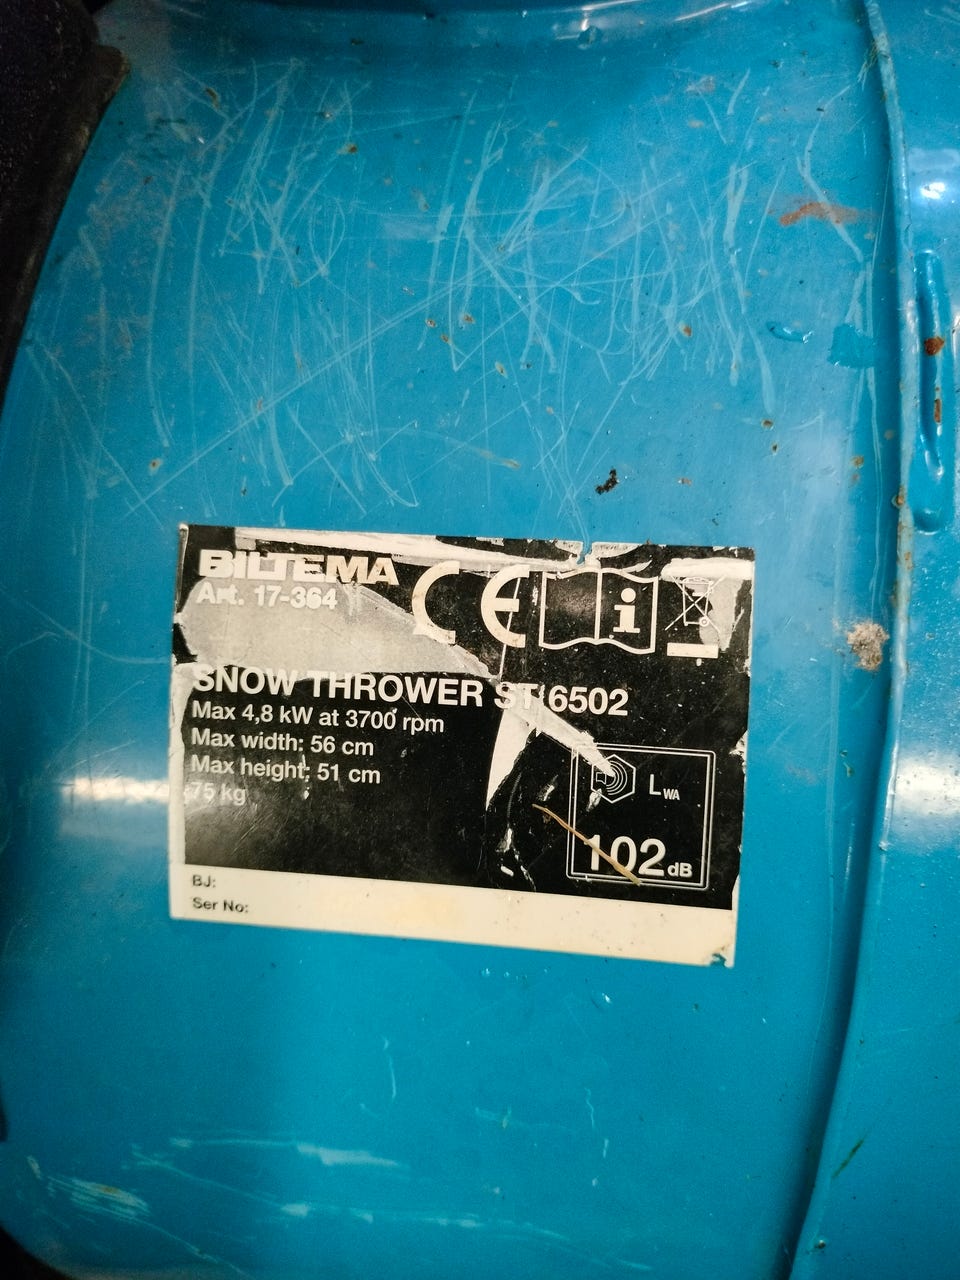 BILTEMA
Art. 17-364
CE
i
SNOW THROWER ST 6502
Max 4,8 kW at 3700 rpm
Max width: 56 cm
Max height: 51 cm
75 kg
LWA
102 dB
BJ:
Ser No: